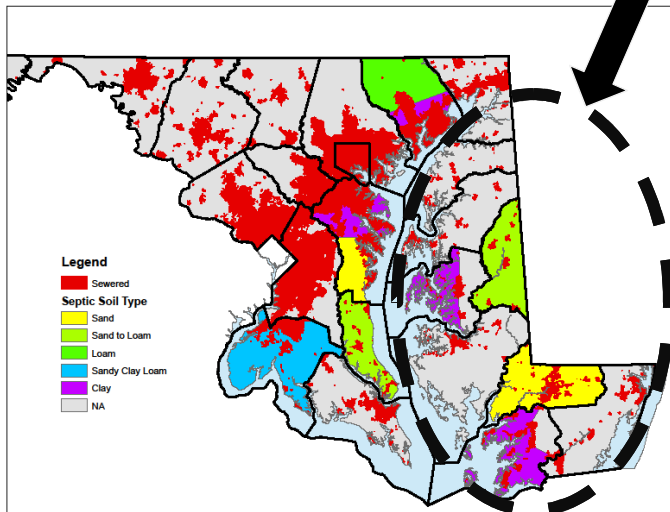 Legend
Sewered
Septic Soil Type
Sand
Sand to Loam
Loam
Sandy Clay Loam
Clay
NA